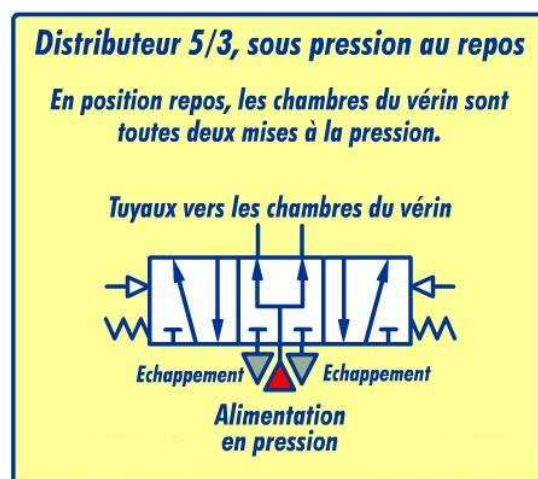 Distributeur 5/3, sous pression au repos
En position repos, les chambres du vérin sont
toutes deux mises à la pression.
Tuyaux vers les chambres du vérin
Echappement
Echappement
Alimentation
en pression